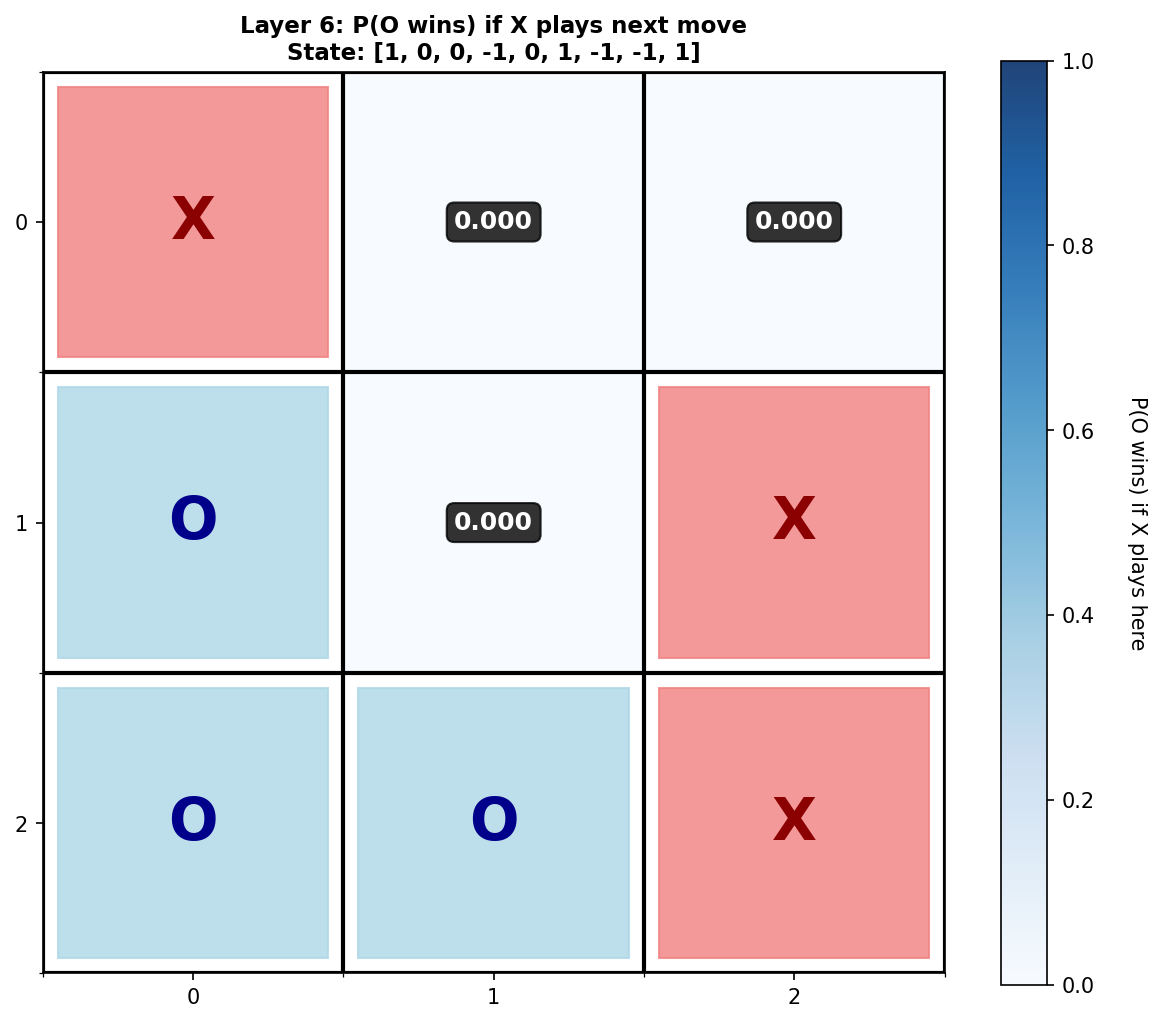 Layer 6: P(O wins) if X plays next move
State: [1, 0, 0, -1, 0, 1, -1, -1, 1]
X
0.000
0.000
O
0.000
X
O
O
X
0
1
2
0
1
2
1.0
0.8
0.6
0.4
0.2
0.0
P(O wins) if X plays here